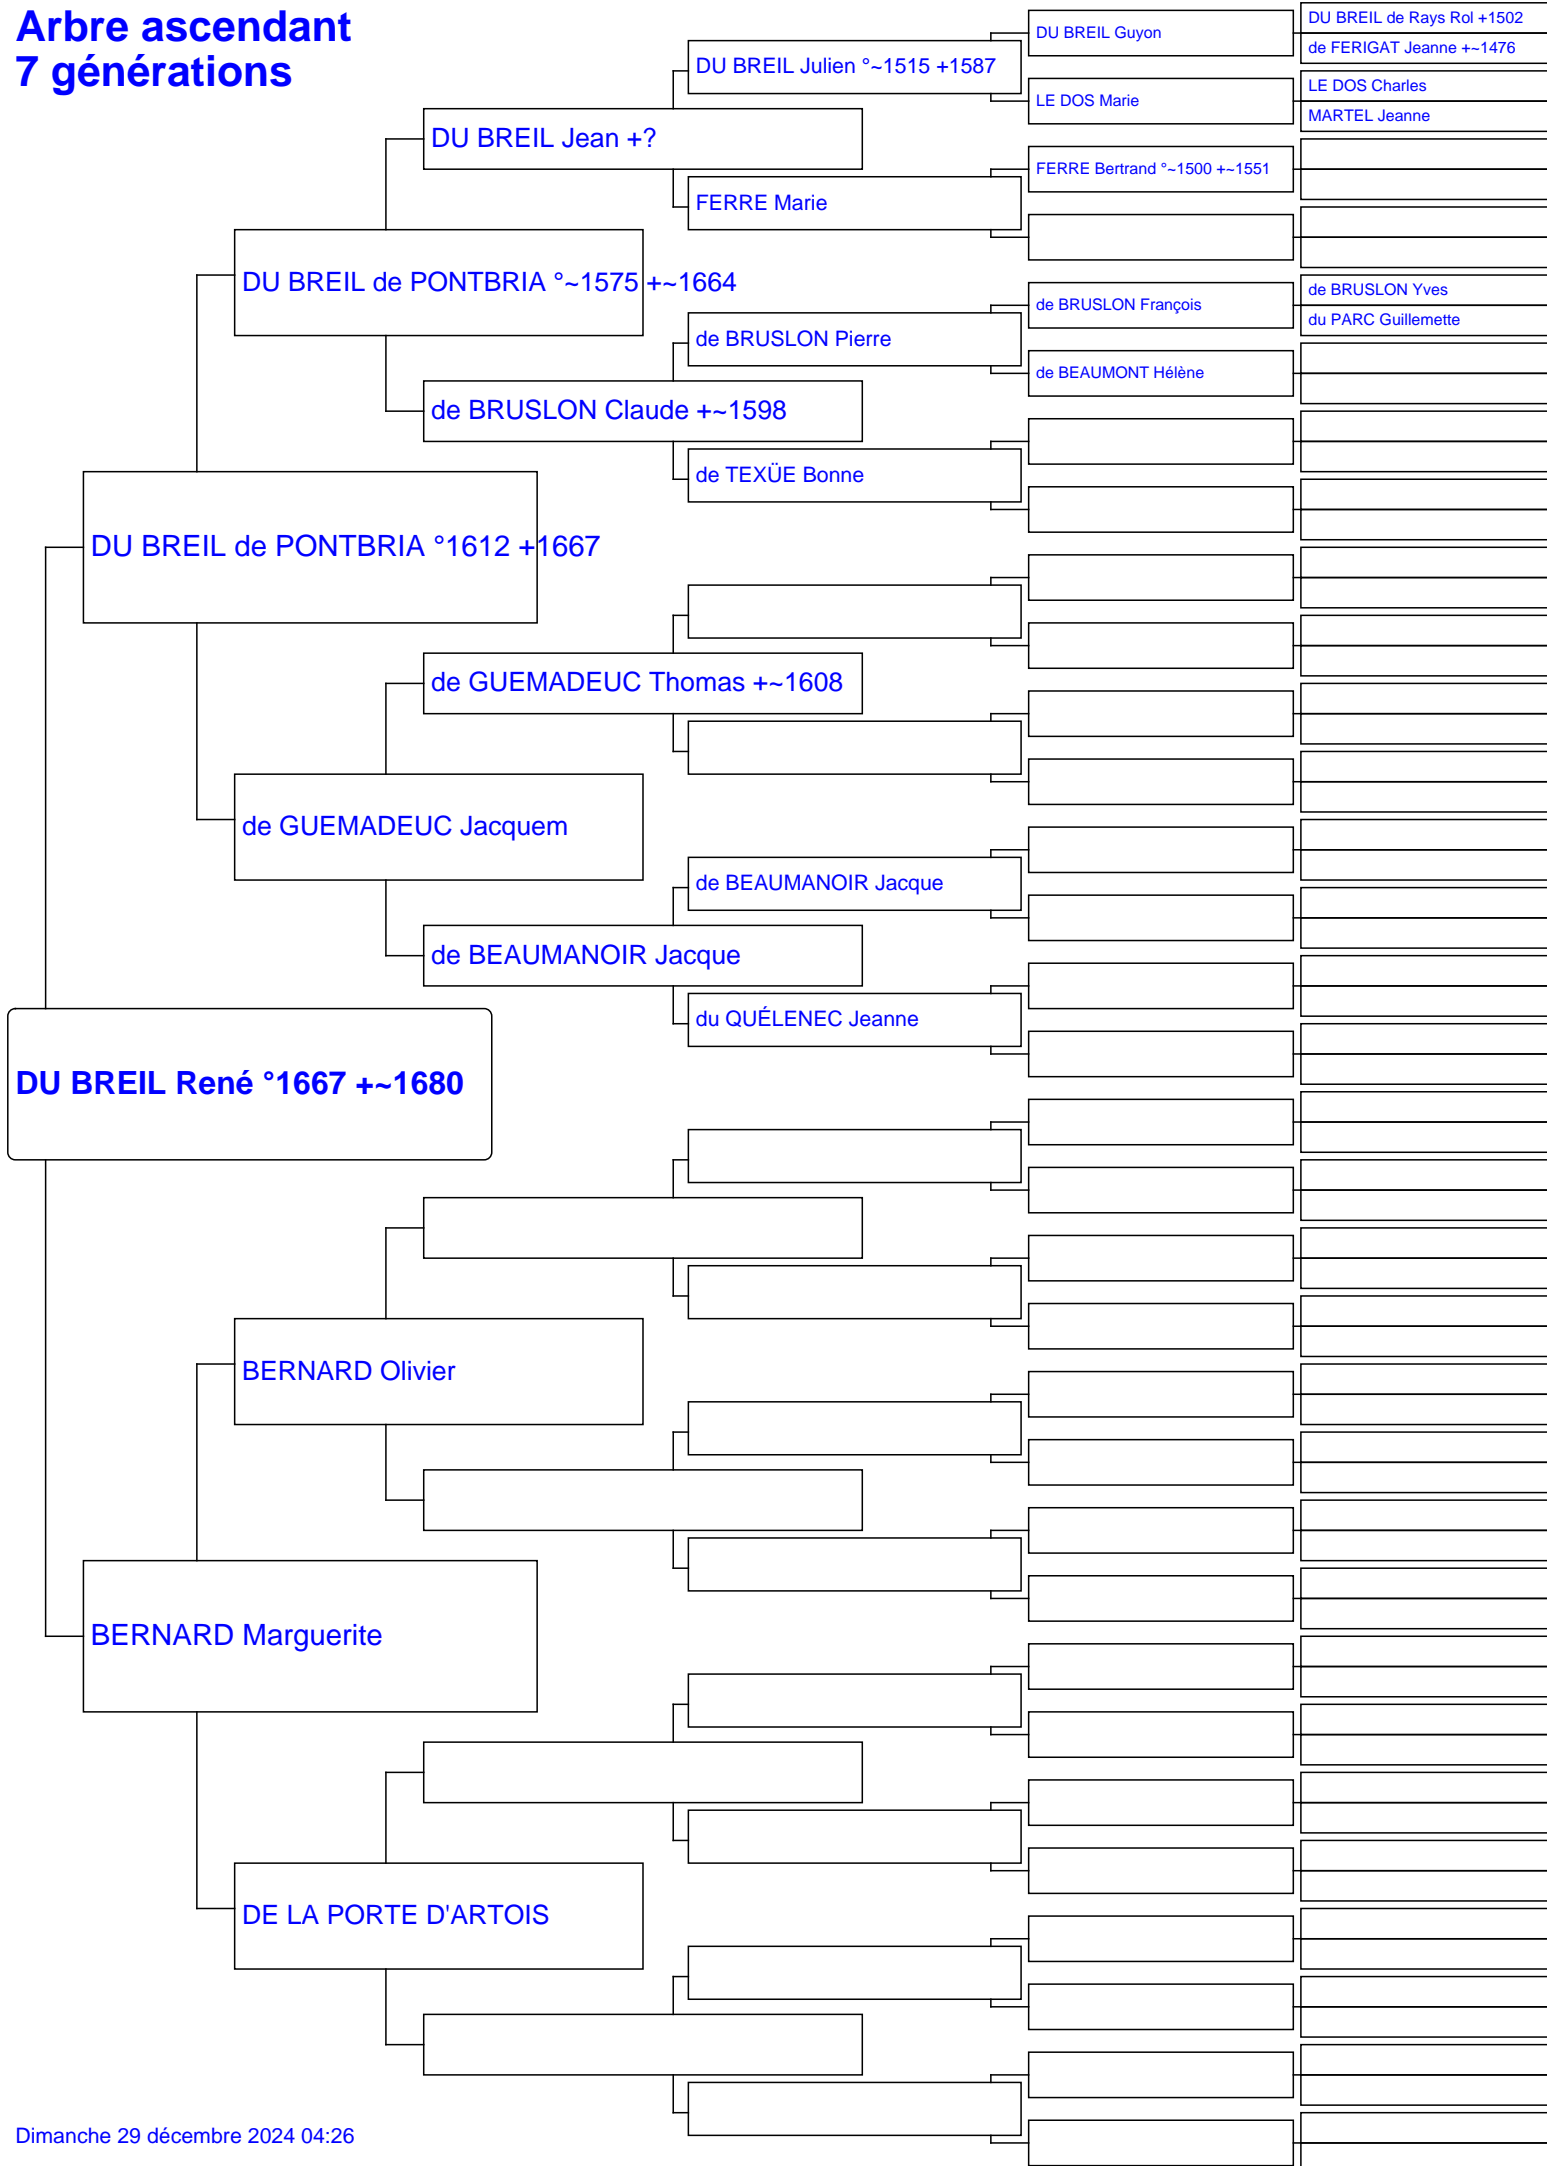 Arbre ascendant
7 générations
DU BREIL de Rays Rol +1502
DU BREIL Guyon
de FERIGAT Jeanne +~1476
DU BREIL Julien °~1515 +1587
LE DOS Charles
LE DOS Marie
MARTEL Jeanne
DU BREIL Jean +?
FERRE Bertrand °~1500 +~1551
FERRE Marie
DU BREIL de PONTBRIA °~1575 +~1664
de BRUSLON Yves
de BRUSLON François
du PARC Guillemette
de BRUSLON Pierre
de BEAUMONT Hélène
de BRUSLON Claude +~1598
de TEXÜE Bonne
DU BREIL de PONTBRIA °1612 +1667
de GUEMADEUC Thomas +~1608
de GUEMADEUC Jacquem
de BEAUMANOIR Jacque
de BEAUMANOIR Jacque
du QUÉLENEC Jeanne
DU BREIL René °1667 +~1680
BERNARD Olivier
BERNARD Marguerite
DE LA PORTE D'ARTOIS
Dimanche 29 décembre 2024 04:26